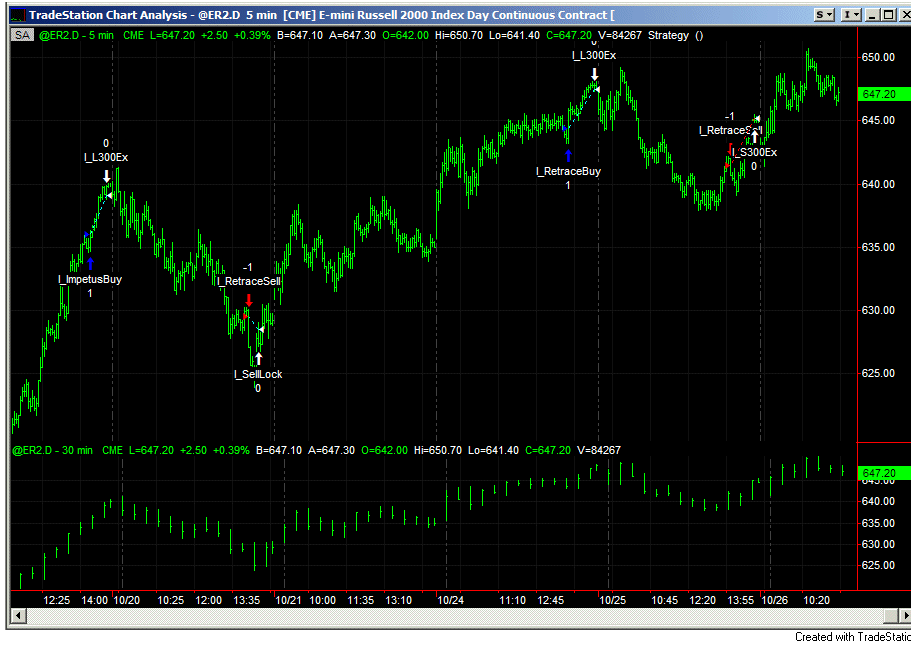 TradeStation Chart Analysis - @ER2.D 5 min [CME] E-mini Russell 2000 Index Day Continuous Contract [
S I
SA @ER2.D - 5 min CME L=647.20 +2.50 +0.39% B=647.10 A=647.30 O=642.00 Hi=650.70 Lo=641.40 C=647.20 V=84267 Strategy ()
0
I_L300Ex
650.00
647.20
645.00
-1
I_RetraceSell
0
I_L300Ex
I_S300Ex
0
I_RetraceBuy
1
640.00
635.00
-1
I_RetraceSell
I_ImpetusBuy
1
630.00
I_SellLock
0
625.00
@ER2.D - 30 min CME L=647.20 +2.50 +0.39% B=647.10 A=647.30 O=642.00 Hi=650.70 Lo=641.40 C=647.20 V=84267
647.20
645.00
640.00
635.00
630.00
625.00
12:25 14:00 10/20 10:25 12:00 13:35 10/21 10:00 11:35 13:10 10/24 11:10 12:45 10/25 10:45 12:20 13:55 10/26 10:20
Created with TradeStatio